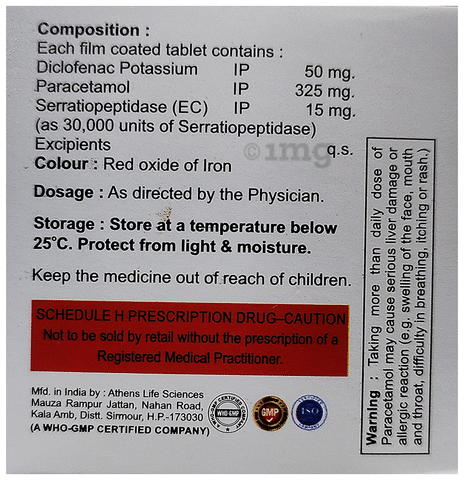 Composition :
Each film coated tablet contains :
Diclofenac Potassium IP 50 mg.
Paracetamol IP 325 mg.
Serratiopeptidase (EC) IP 15 mg.
(as 30,000 units of Serratiopeptidase)
Excipients q.s.
©1mg
Colour : Red oxide of Iron
Dosage : As directed by the Physician.
Storage : Store at a temperature below
25°C. Protect from light & moisture.
Keep the medicine out of reach of children.
SCHEDULE H PRESCRIPTION DRUG–CAUTION
Not to be sold by retail without the prescription of a
Registered Medical Practitioner.
Mfd. in India by : Athens Life Sciences
Mauza Rampur Jattan, Nahan Road,
Kala Amb, Distt. Sirmour, H.P.-173030
(A WHO-GMP CERTIFIED COMPANY)
WHO-GMP
GMP
ISO
Warning : Taking more than daily dose of
Paracetamol may cause serious liver damage or
allergic reaction (e.g. swelling of the face, mouth
and throat, difficulty in breathing, itching or rash.)